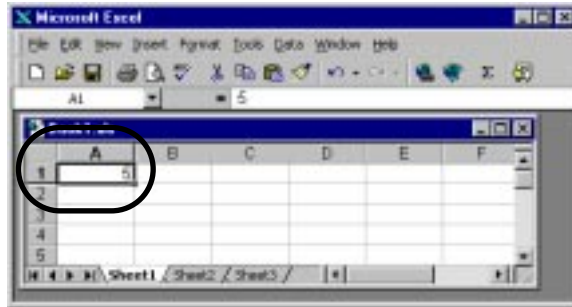 Microsoft Excel
File Edit View Insert Format Tools Data Window Help
A1 = 5
A B C D E F
1 5
2
3
4
5
Sheet1 Sheet2 Sheet3